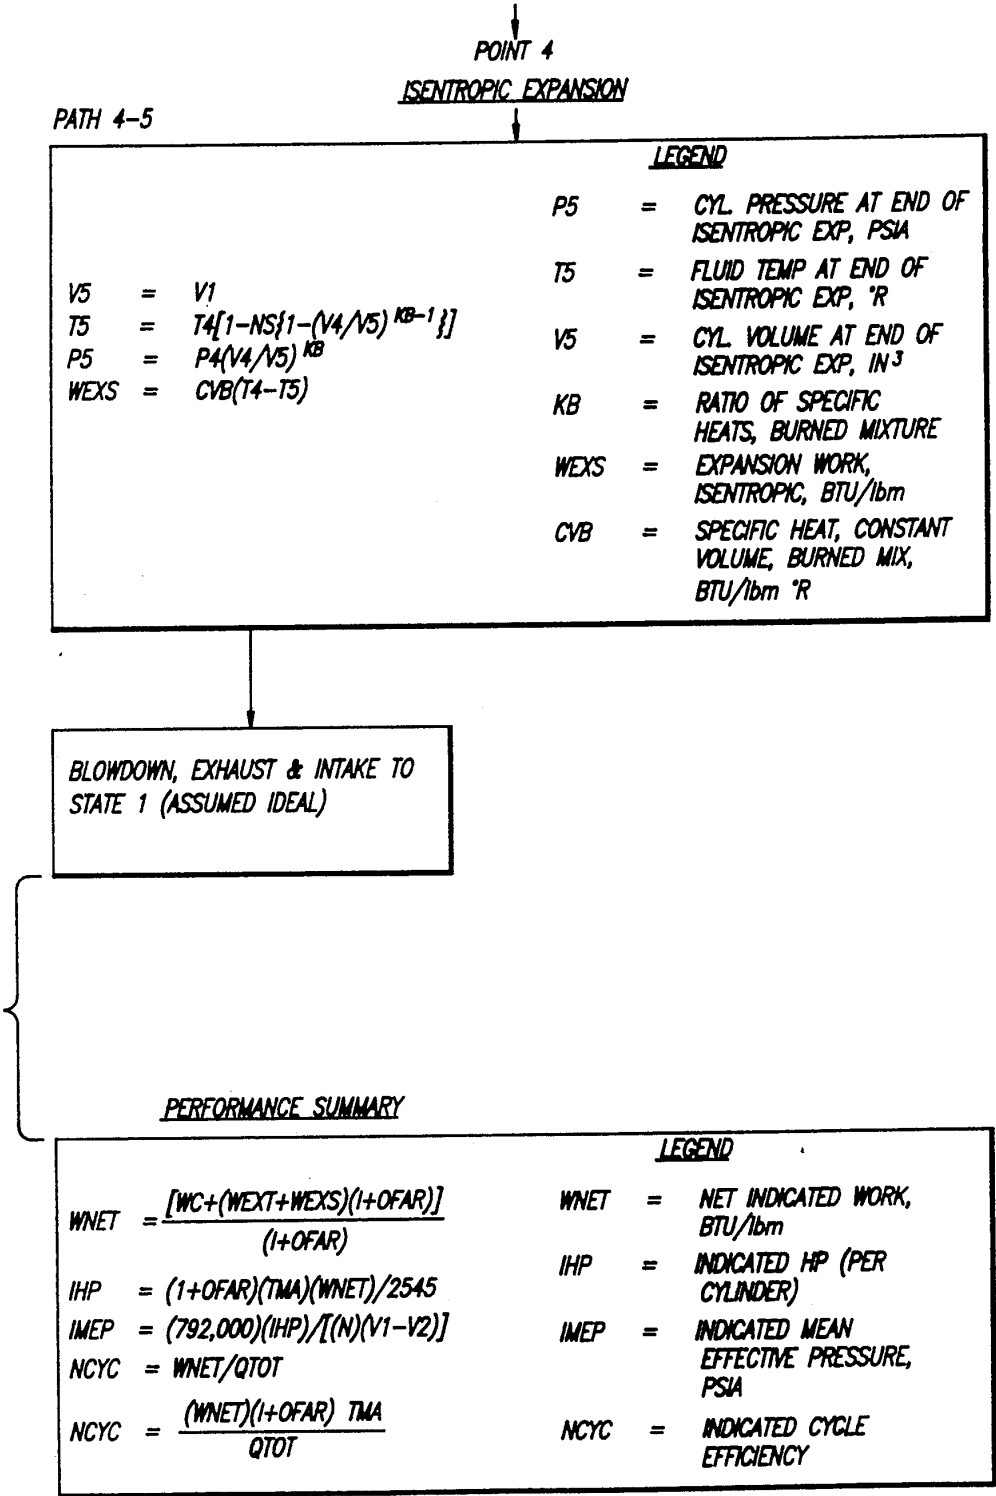 POINT 4
ISENTROPIC EXPANSION
PATH 4-5
V5 = V1
T5 = T4[1-NS{1-(V4/V5)^KB-1}]
P5 = P4(V4/V5)^KB
WEXS = CVB(T4-T5)
LEGEND
P5 = CYL. PRESSURE AT END OF
ISENTROPIC EXP, PSIA
T5 = FLUID TEMP AT END OF
ISENTROPIC EXP, °R
V5 = CYL. VOLUME AT END OF
ISENTROPIC EXP, IN³
KB = RATIO OF SPECIFIC
HEATS, BURNED MIXTURE
WEXS = EXPANSION WORK,
ISENTROPIC, BTU/lbm
CVB = SPECIFIC HEAT, CONSTANT
VOLUME, BURNED MIX,
BTU/lbm °R
BLOWDOWN, EXHAUST & INTAKE TO
STATE 1 (ASSUMED IDEAL)
PERFORMANCE SUMMARY
WNET = [WC+(WEXT+WEXS)(I+OFAR)]
(I+OFAR)
IHP = (1+OFAR)(TMA)(WNET)/2545
IMEP = (792,000)(IHP)/[(N)(V1-V2)]
NCYC = WNET/QTOT
NCYC = (WNET)(I+OFAR) TMA
QTOT
LEGEND
WNET = NET INDICATED WORK,
BTU/lbm
IHP = INDICATED HP (PER
CYLINDER)
IMEP = INDICATED MEAN
EFFECTIVE PRESSURE,
PSIA
NCYC = INDICATED CYCLE
EFFICIENCY